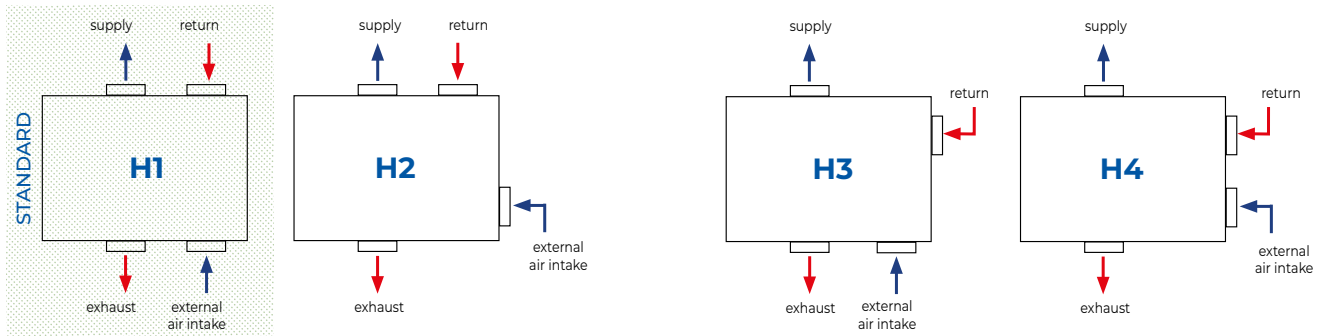 STANDARD
supply
return
H1
exhaust
external
air intake
supply
return
H2
external
air intake
exhaust
supply
return
H3
exhaust
external
air intake
supply
return
H4
external
air intake
exhaust